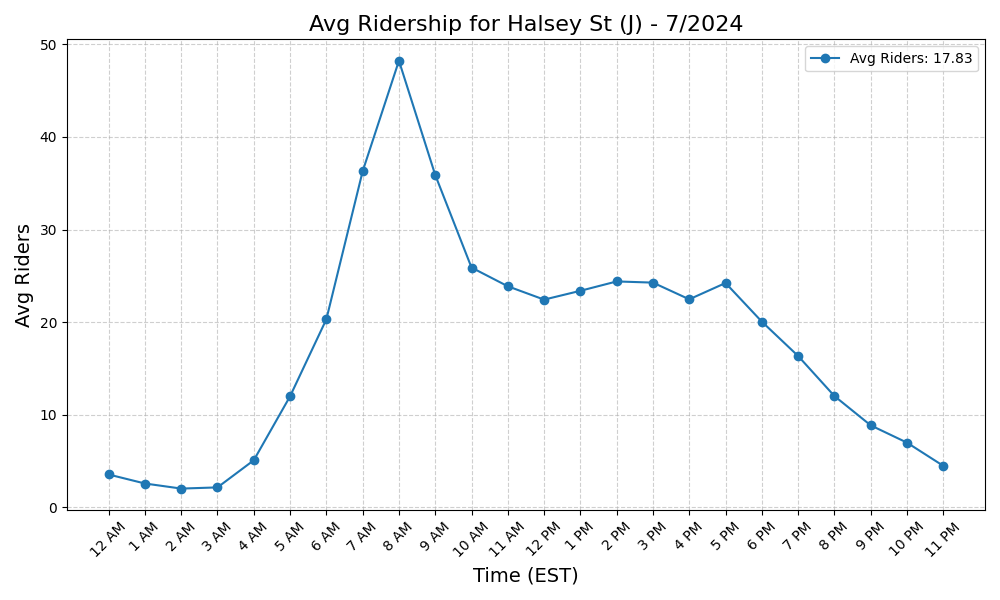 Avg Ridership for Halsey St (J) - 7/2024
Avg Riders: 17.83
Avg Riders
50
40
30
20
10
0
12 AM
1 AM
2 AM
3 AM
4 AM
5 AM
6 AM
7 AM
8 AM
9 AM
10 AM
11 AM
12 PM
1 PM
2 PM
3 PM
4 PM
5 PM
6 PM
7 PM
8 PM
9 PM
10 PM
11 PM
Time (EST)